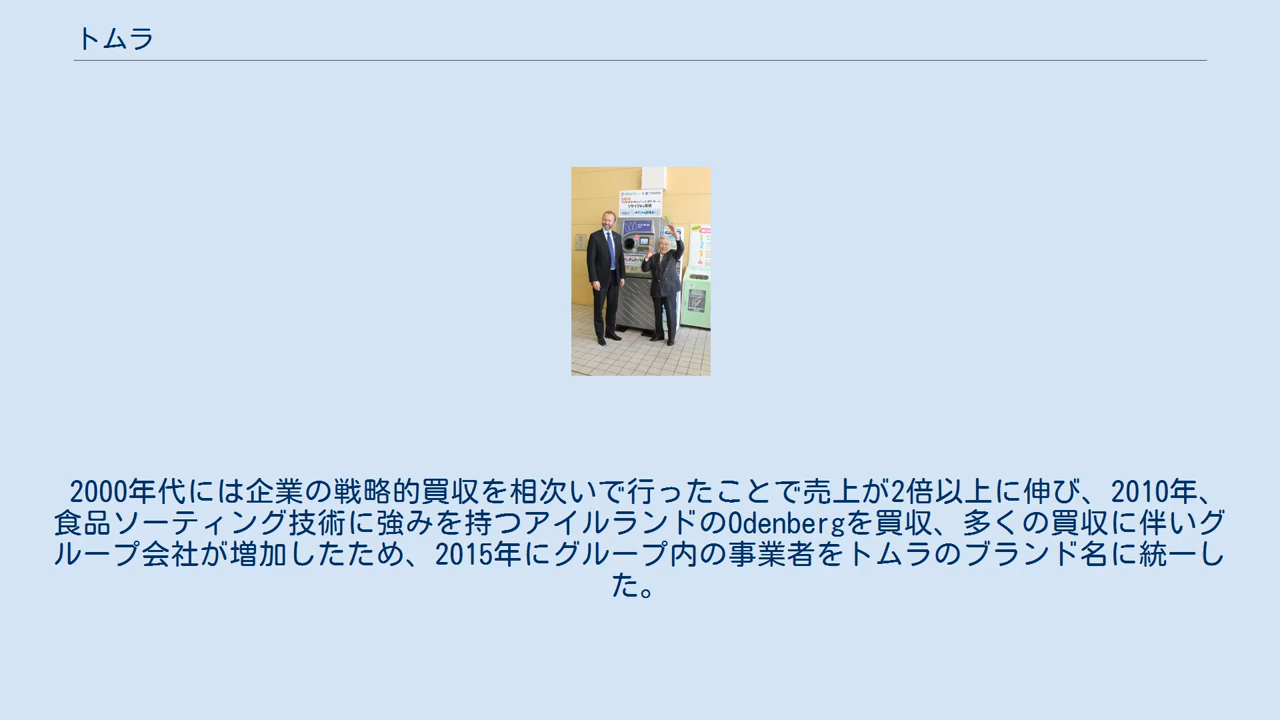 トムラ
2000年代には企業の戦略的買収を相次いで行ったことで売上が2倍以上に伸び、2010年、
食品ソーティング技術に強みを持つアイルランドのOdenbergを買収、多くの買収に伴いグ
ループ会社が増加したため、2015年にグループ内の事業者をトムラのブランド名に統一し
た。